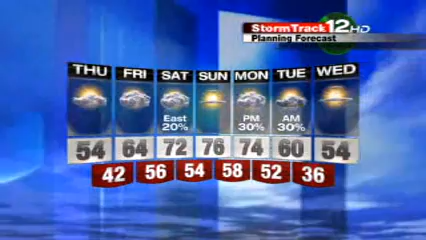 StormTrack 12 HD
Planning Forecast
THU FRI SAT SUN MON TUE WED
East PM AM
20% 30% 30%
54 64 72 76 74 60 54
42 56 54 58 52 36